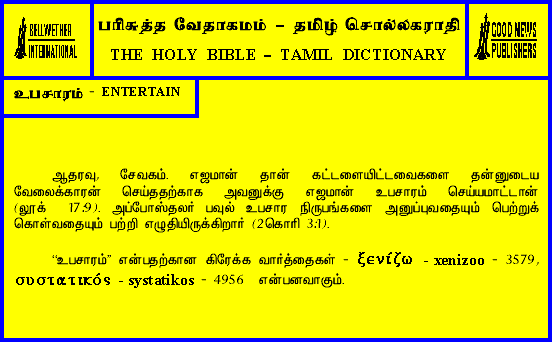 BELLWETHER
INTERNATIONAL
பரிசுத்த வேதாகமம் – தமிழ் சொல்லகராதி
THE HOLY BIBLE – TAMIL DICTIONARY
GOOD NEWS
PUBLISHERS
உபசாரம் - ENTERTAIN
ஆதரவு, சேவகம். எஜமான் தான் கட்டளையிட்டவைகளை தன்னுடைய
வேலைக்காரன் செய்ததற்காக அவனுக்கு எஜமான் உபசாரம் செய்யமாட்டான்
(லூக் 17:9). அப்போஸ்தலர் பவுல் உபசார நிருபங்களை அனுப்புவதையும் பெற்றுக்
கொள்வதையும் பற்றி எழுதியிருக்கிறார் (2கொரி 3:1).
“உபசாரம்” என்பதற்கான கிரேக்க வார்த்தைகள் - ξενίζω - xenizoo - 3579,
συστατικός - systatikos - 4956 என்பனவாகும்.